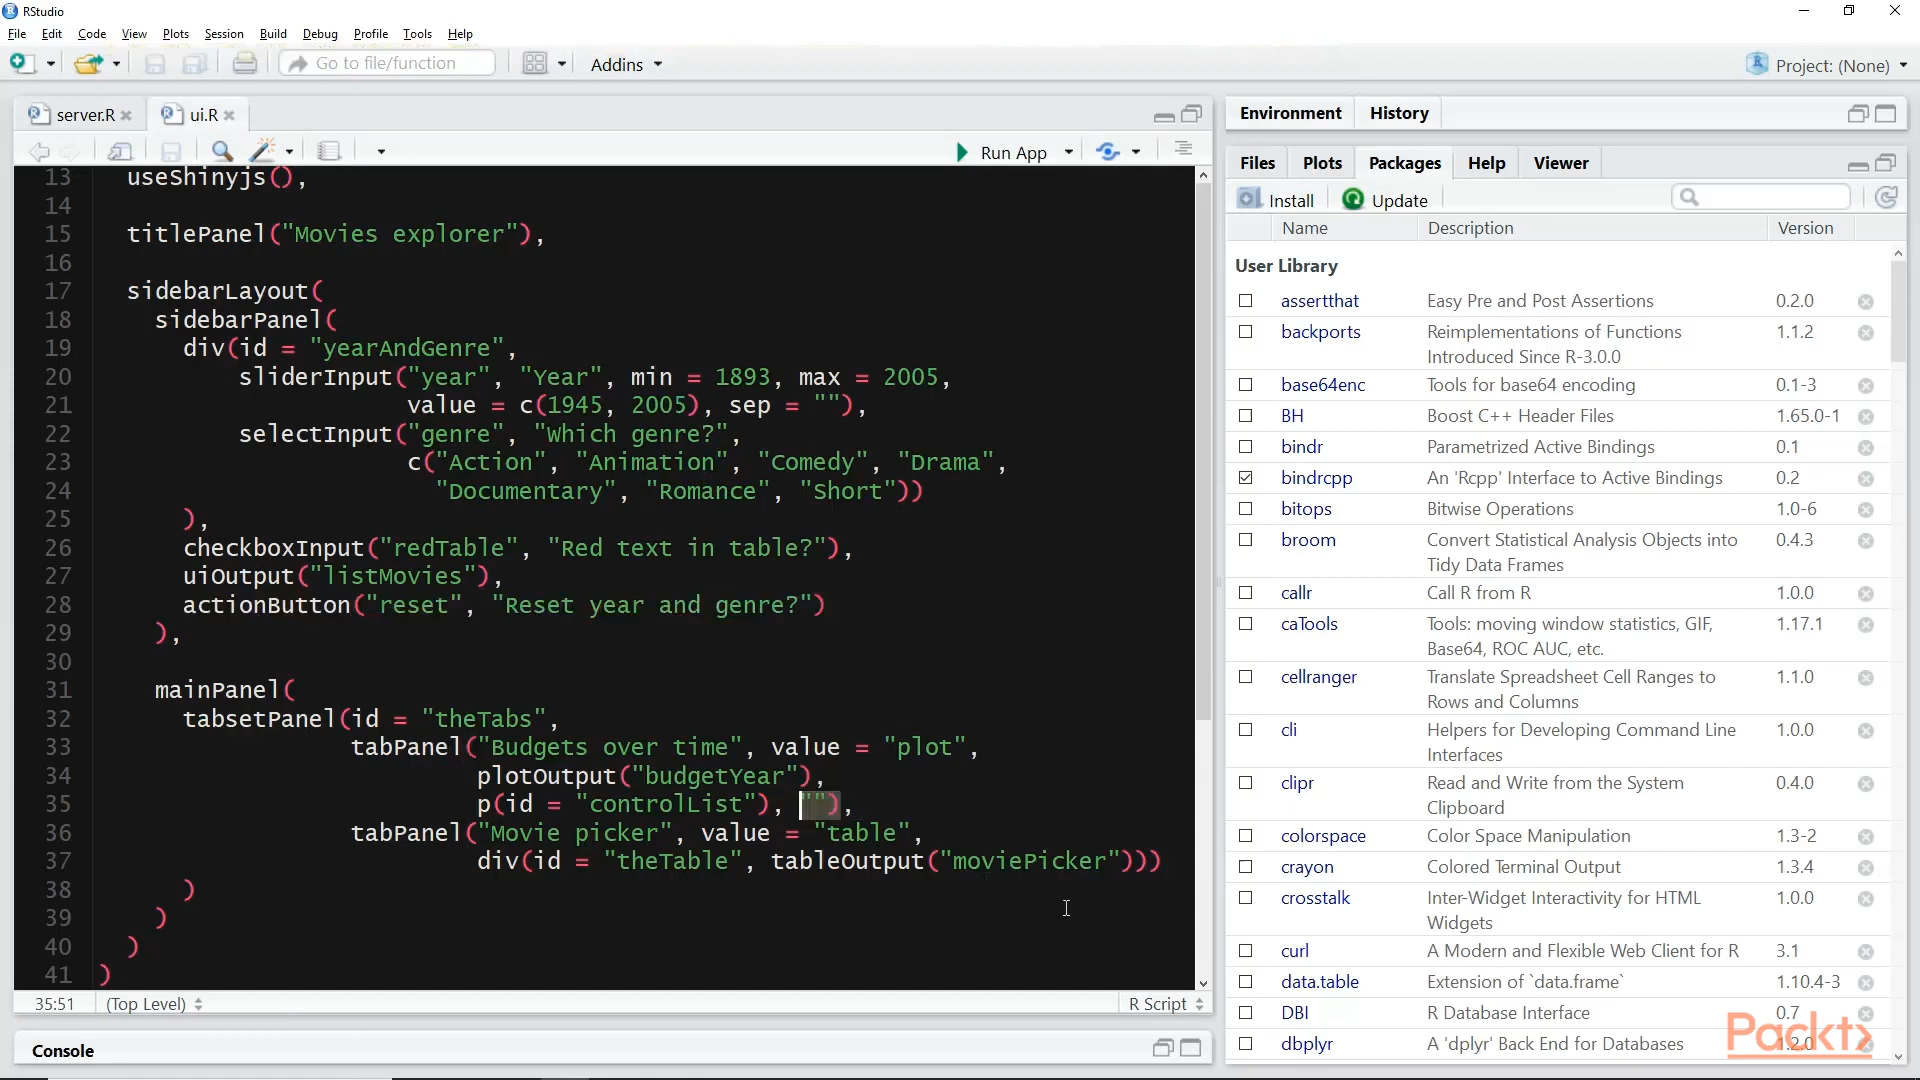 RStudio
File Edit Code View Plots Session Build Debug Profile Tools Help
Go to file/function Addins Project: (None)
server.R ui.R
Run App
13 useShinyjs(),
14
15 titlePanel("Movies explorer"),
16
17 sidebarLayout(
18 sidebarPanel(
19 div(id = "yearAndGenre",
20 sliderInput("year", "Year", min = 1893, max = 2005,
21 value = c(1945, 2005), sep = ""),
22 selectInput("genre", "Which genre?",
23 c("Action", "Animation", "Comedy", "Drama",
24 "Documentary", "Romance", "Short"))
25 ),
26 checkboxInput("redTable", "Red text in table?"),
27 uiOutput("listMovies"),
28 actionButton("reset", "Reset year and genre?")
29 ),
30
31 mainPanel(
32 tabsetPanel(id = "theTabs",
33 tabPanel("Budgets over time", value = "plot",
34 plotOutput("budgetYear"),
35 p(id = "controlList"), ""),
36 tabPanel("Movie picker", value = "table",
37 div(id = "theTable", tableOutput("moviePicker")))
38 )
39 )
40 )
41 )
35:51 (Top Level) R Script
Console
Environment History
Files Plots Packages Help Viewer
Install Update
Name Description Version
User Library
assertthat Easy Pre and Post Assertions 0.2.0
backports Reimplementations of Functions 1.1.2
Introduced Since R-3.0.0
base64enc Tools for base64 encoding 0.1-3
BH Boost C++ Header Files 1.65.0-1
bindr Parametrized Active Bindings 0.1
bindrcpp An 'Rcpp' Interface to Active Bindings 0.2
bitops Bitwise Operations 1.0-6
broom Convert Statistical Analysis Objects into 0.4.3
Tidy Data Frames
callr Call R from R 1.0.0
caTools Tools: moving window statistics, GIF, 1.17.1
Base64, ROC AUC, etc.
cellranger Translate Spreadsheet Cell Ranges to 1.1.0
Rows and Columns
cli Helpers for Developing Command Line 1.0.0
Interfaces
clipr Read and Write from the System 0.4.0
Clipboard
colorspace Color Space Manipulation 1.3-2
crayon Colored Terminal Output 1.3.4
crosstalk Inter-Widget Interactivity for HTML 1.0.0
Widgets
curl A Modern and Flexible Web Client for R 3.1
data.table Extension of `data.frame` 1.10.4-3
DBI R Database Interface 0.7
dbplyr A 'dplyr' Back End for Databases 1.2.0
Packt